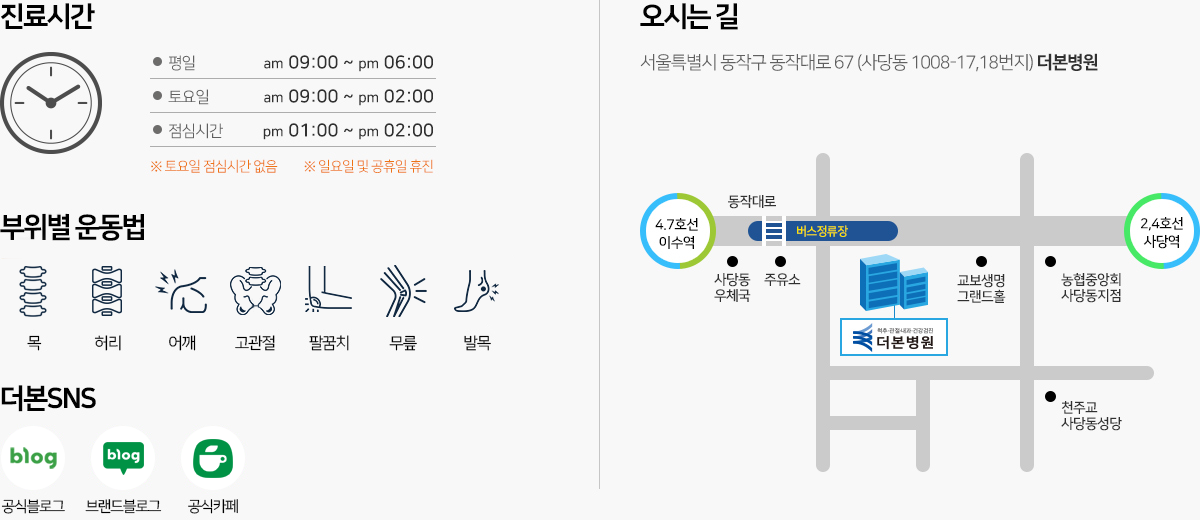 진료시간
평일 am 09:00 ~ pm 06:00
토요일 am 09:00 ~ pm 02:00
점심시간 pm 01:00 ~ pm 02:00
※ 토요일 점심시간 없음 ※ 일요일 및 공휴일 휴진
부위별 운동법
목 허리 어깨 고관절 팔꿈치 무릎 발목
더본SNS
blog blog
공식블로그 브랜드블로그 공식카페
오시는 길
서울특별시 동작구 동작대로 67 (사당동 1008-17,18번지) 더본병원
동작대로
4.7호선
이수역
버스정류장
2,4호선
사당역
사당동
우체국
주유소
교보생명
그랜드홀
농협중앙회
사당동지점
척추·관절·내과·건강검진
더본병원
천주교
사당동성당